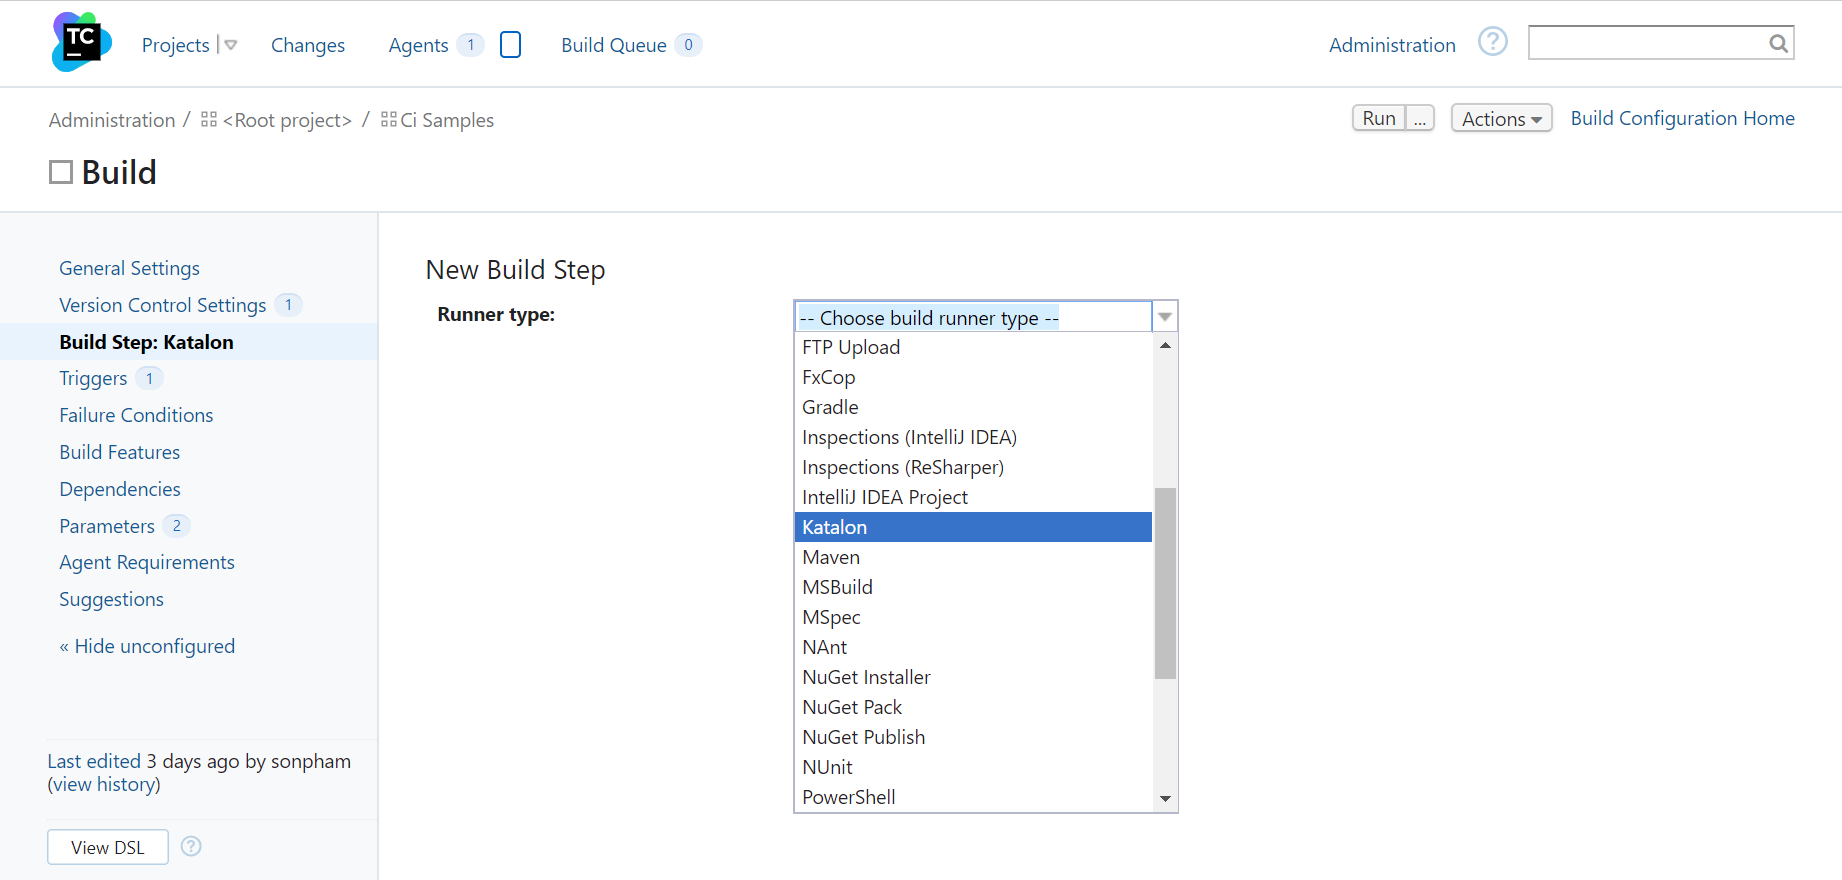 TC
Projects
Changes
Agents 1
Build Queue 0
Administration
?
Administration / <Root project> / Ci Samples
Run ...
Actions
Build Configuration Home
Build
General Settings
Version Control Settings 1
Build Step: Katalon
Triggers 1
Failure Conditions
Build Features
Dependencies
Parameters 2
Agent Requirements
Suggestions
« Hide unconfigured
Last edited 3 days ago by sonpham
(view history)
View DSL ?
New Build Step
Runner type:
-- Choose build runner type --
FTP Upload
FxCop
Gradle
Inspections (IntelliJ IDEA)
Inspections (ReSharper)
IntelliJ IDEA Project
Katalon
Maven
MSBuild
MSpec
NAnt
NuGet Installer
NuGet Pack
NuGet Publish
NUnit
PowerShell